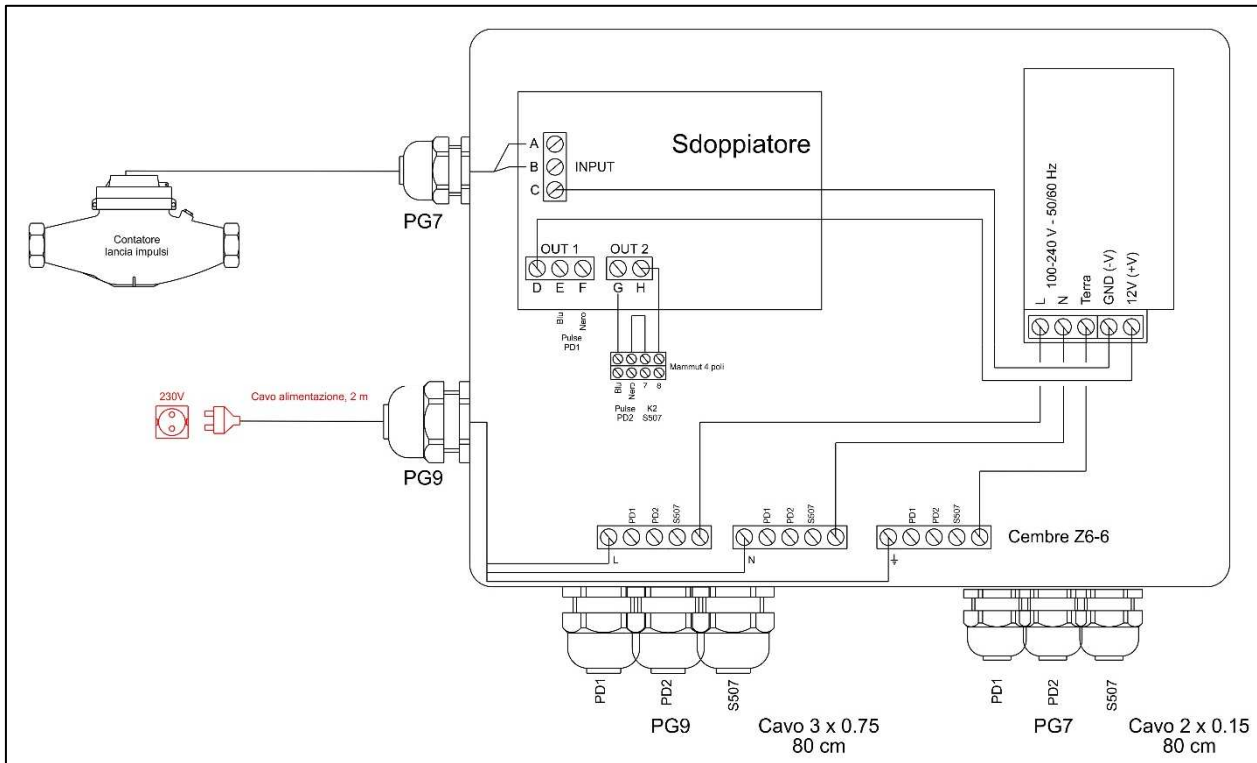 Sdoppiatore
A
B
C
INPUT
PG7
Contatore
lancia impulsi
OUT 1
OUT 2
D
E
F
G
H
Blu
Nero
Pulse
PD1
Mammut 4 poli
Blu
Nero
7
8
Pulse
PD2
K2
S507
L
100-240 V - 50/60 Hz
N
Terra
GND (-V)
12V (+V)
230V
Cavo alimentazione, 2 m
PG9
PD1
PD2
S507
L
PD1
PD2
S507
N
PD1
PD2
S507
Cembre Z6-6
PD1
PD2
S507
PG9
Cavo 3 x 0.75
80 cm
PD1
PD2
S507
PG7
Cavo 2 x 0.15
80 cm